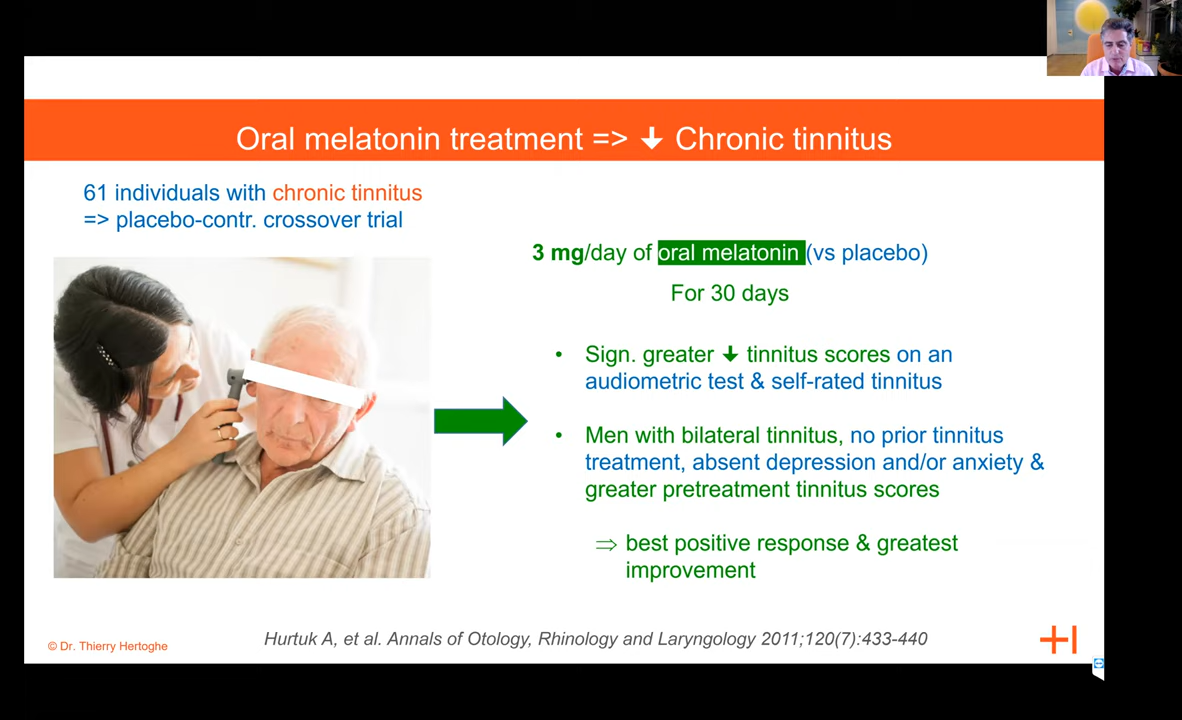 Oral melatonin treatment => 🡇 Chronic tinnitus
61 individuals with chronic tinnitus
=> placebo-contr. crossover trial
3 mg/day of oral melatonin (vs placebo)
For 30 days
• Sign. greater 🡇 tinnitus scores on an
audiometric test & self-rated tinnitus
• Men with bilateral tinnitus, no prior tinnitus
treatment, absent depression and/or anxiety &
greater pretreatment tinnitus scores
⇒ best positive response & greatest
improvement
© Dr. Thierry Hertoghe
Hurtuk A, et al. Annals of Otology, Rhinology and Laryngology 2011;120(7):433-440